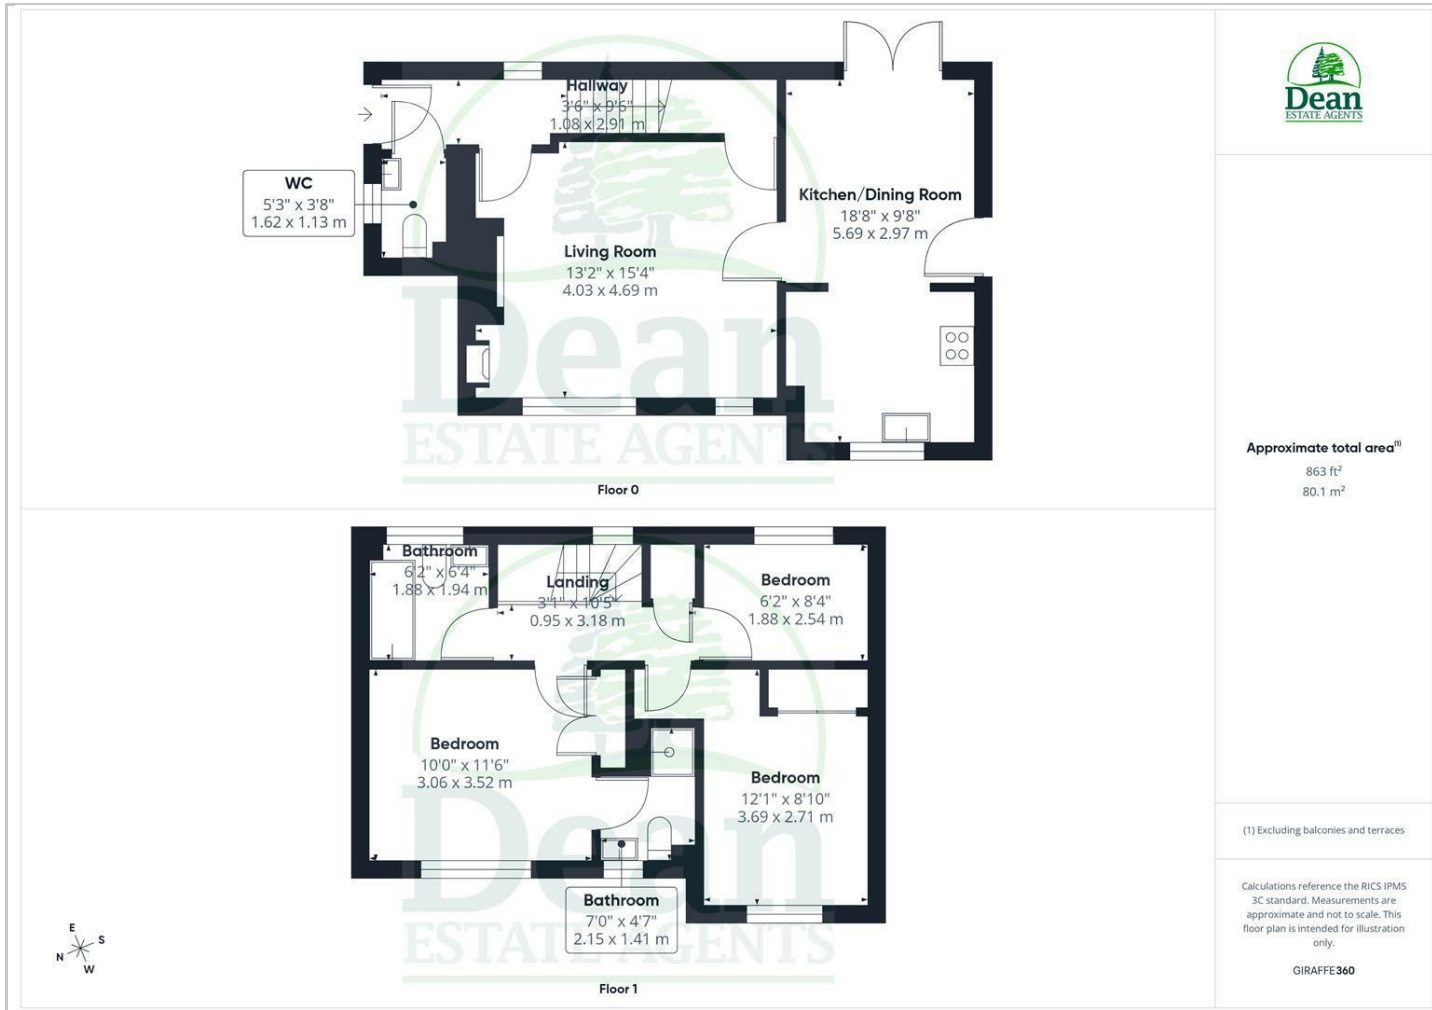 Hallway
3'6" x 9'6"
1.08 x 2.91 m
WC
5'3" x 3'8"
1.62 x 1.13 m
Kitchen/Dining Room
18'8" x 9'8"
5.69 x 2.97 m
Living Room
13'2" x 15'4"
4.03 x 4.69 m
Dean
ESTATE AGENTS
Floor 0
Bathroom
6'2" x 6'4"
1.88 x 1.94 m
Landing
3'1" x 10'5"
0.95 x 3.18 m
Bedroom
6'2" x 8'4"
1.88 x 2.54 m
Bedroom
10'0" x 11'6"
3.06 x 3.52 m
Bedroom
12'1" x 8'10"
3.69 x 2.71 m
Bathroom
7'0" x 4'7"
2.15 x 1.41 m
Dean
ESTATE AGENTS
Floor 1
E
S
N
W
Dean
ESTATE AGENTS
Approximate total area(1)
863 ft²
80.1 m²
(1) Excluding balconies and terraces
Calculations reference the RICS IPMS
3C standard. Measurements are
approximate and not to scale. This
floor plan is intended for illustration
only.
GIRAFFE360